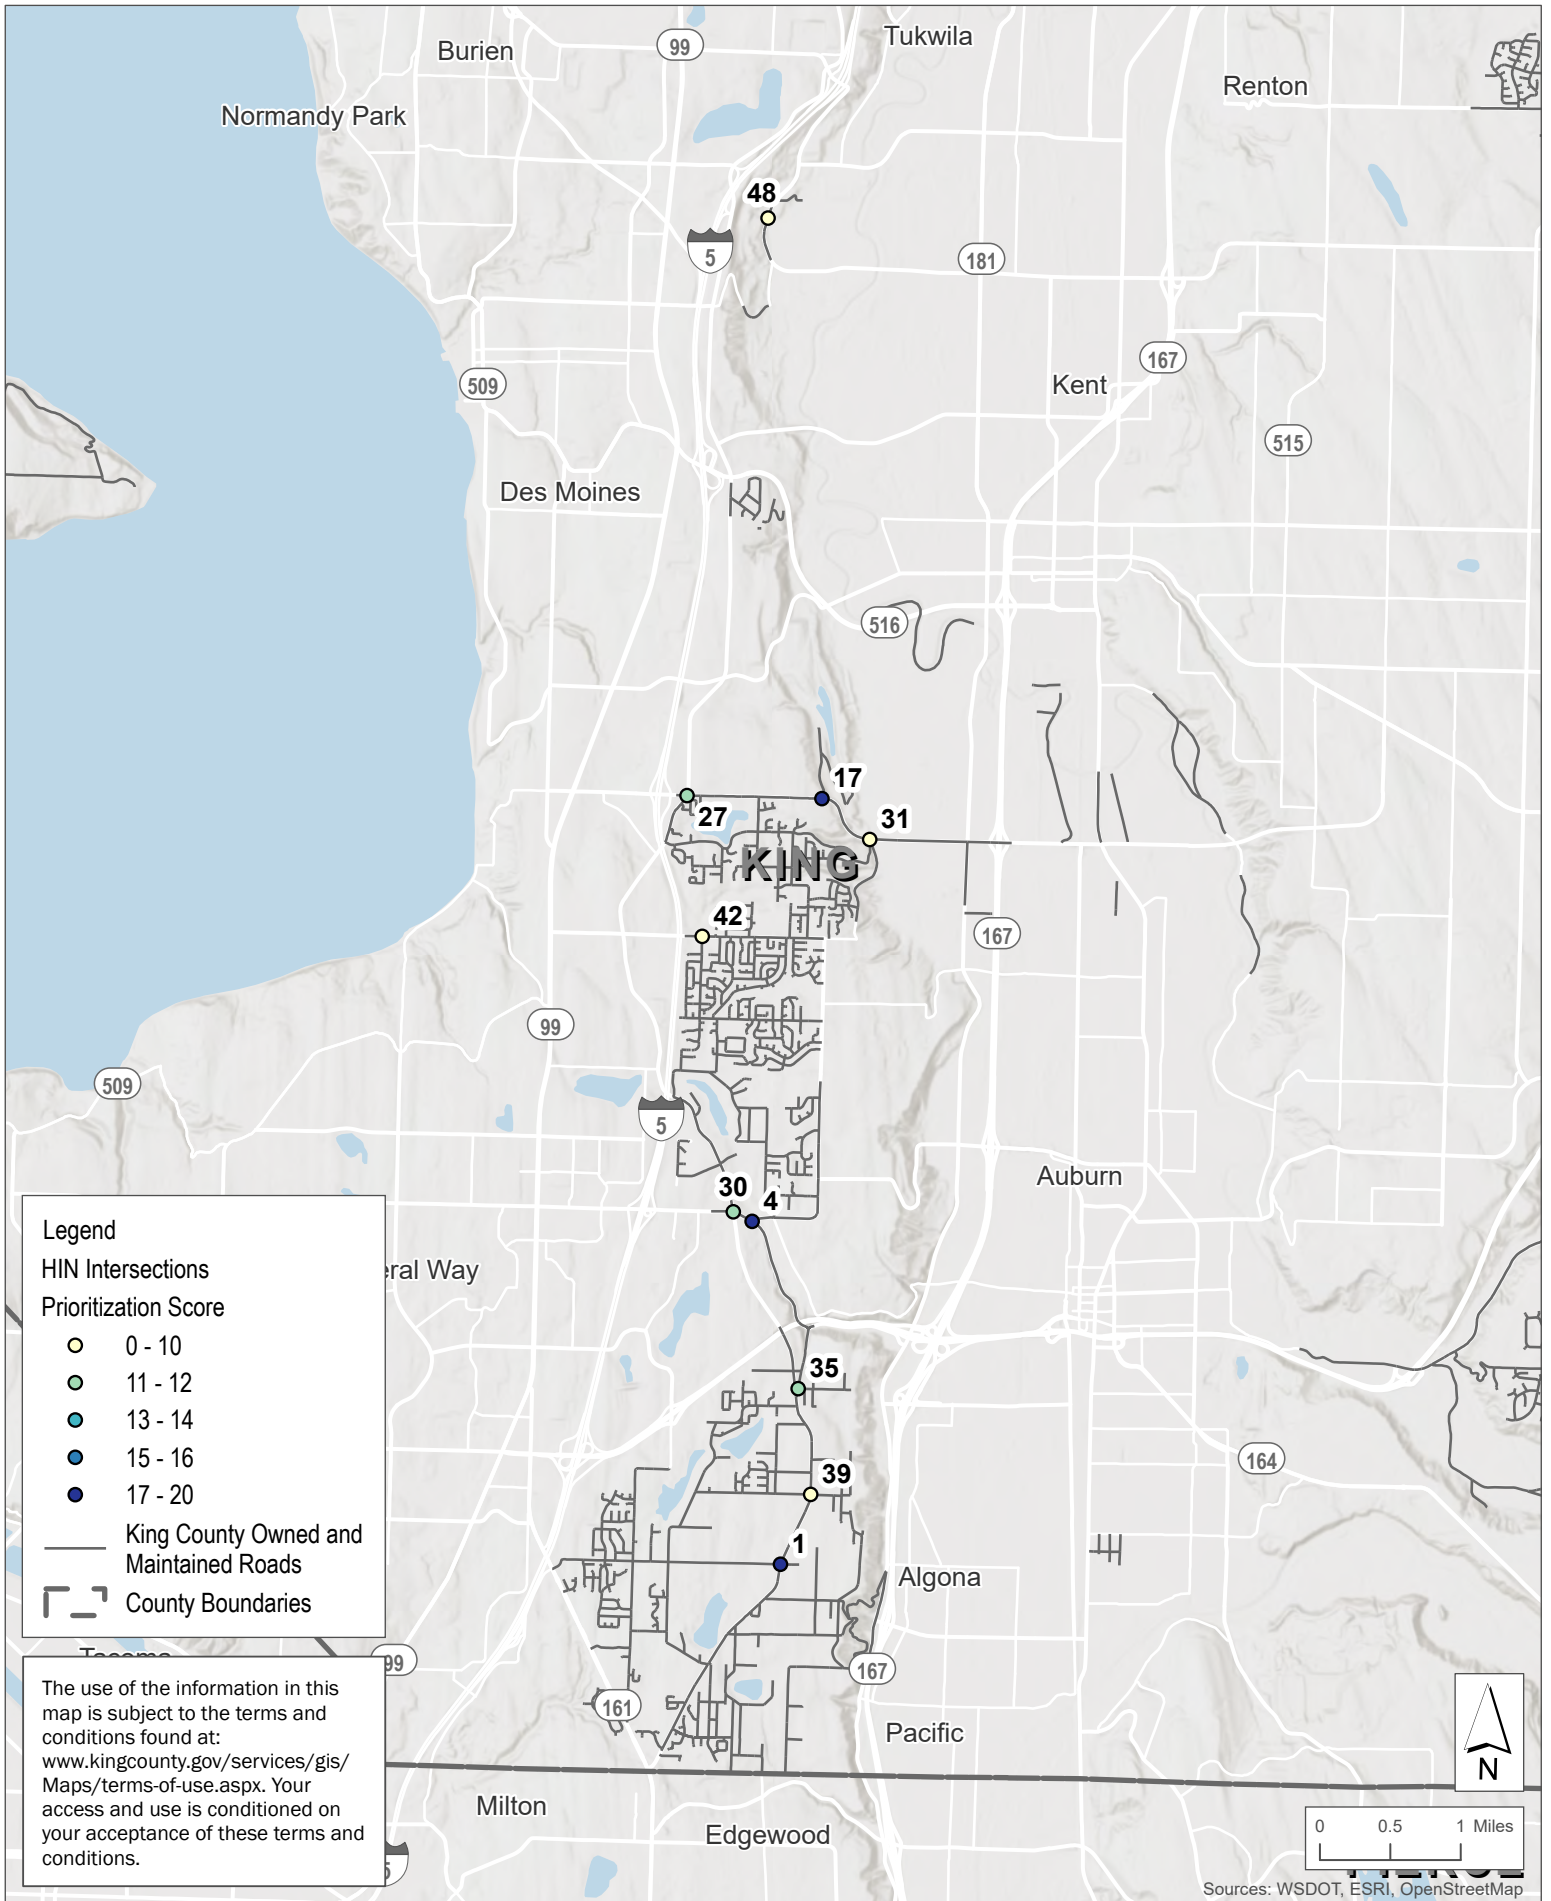 Burien
99
Tukwila
Renton
Normandy Park
48
5
181
167
Kent
509
515
Des Moines
516
17
27
31
KING
42
167
99
509
5
Auburn
30
4
eral Way
35
39
164
1
Algona
167
161
99
Pacific
Milton
Edgewood
Legend
HIN Intersections
Prioritization Score
0 - 10
11 - 12
13 - 14
15 - 16
17 - 20
King County Owned and
Maintained Roads
County Boundaries
The use of the information in this
map is subject to the terms and
conditions found at:
www.kingcounty.gov/services/gis/
Maps/terms-of-use.aspx. Your
access and use is conditioned on
your acceptance of these terms and
conditions.
5
N
0 0.5 1 Miles
Sources: WSDOT, ESRI, OpenStreetMap